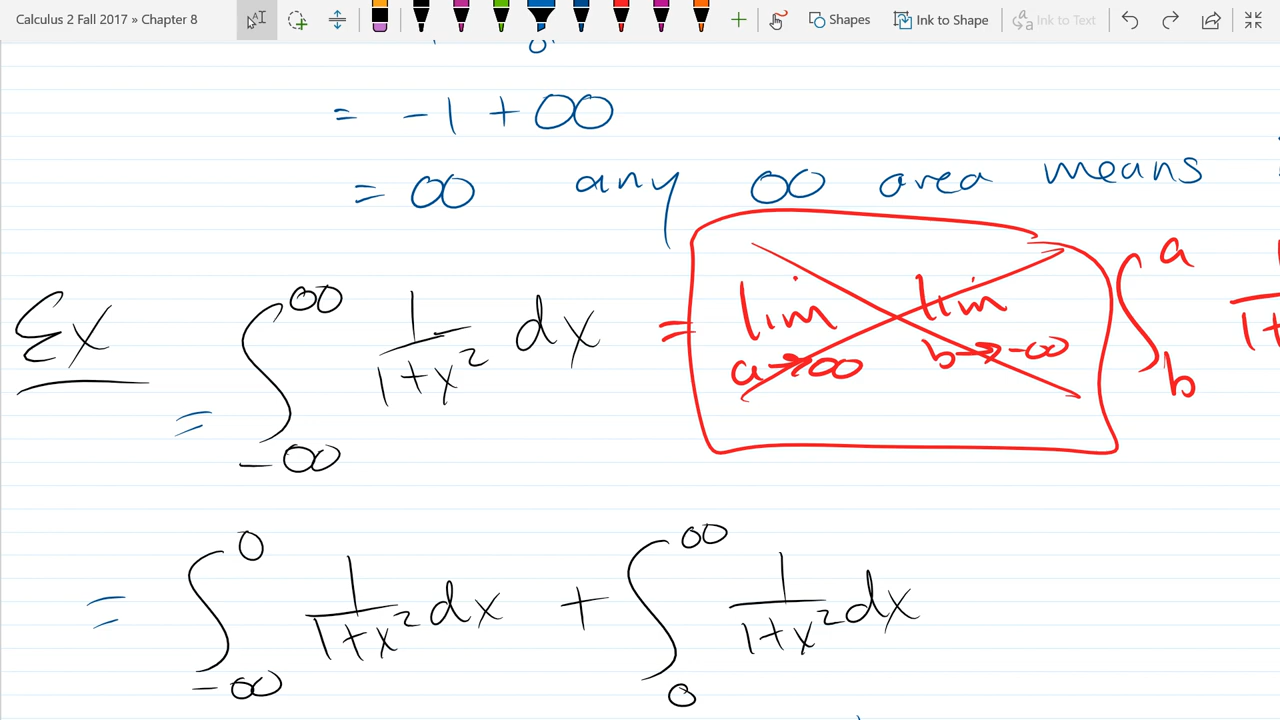 Calculus 2 Fall 2017 » Chapter 8
Shapes
Ink to Shape
Ink to Text
= -1 + ∞
= ∞ any ∞ area means
Ex ∫_{-∞}^{∞} 1/(1+x²) dx = lim_{a→∞} lim_{b→-∞} ∫_b^a
=
= ∫_{-∞}^{0} 1/(1+x²) dx + ∫_0^{∞} 1/(1+x²) dx